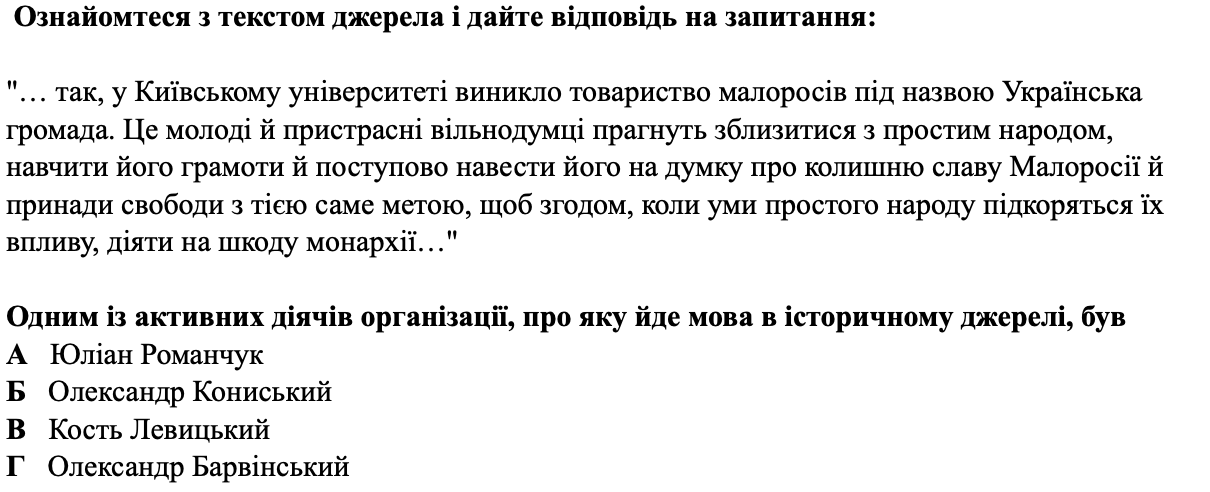 Ознайомтеся з текстом джерела і дайте відповідь на запитання:
"… так, у Київському університеті виникло товариство малоросів під назвою Українська
громада. Це молоді й пристрасні вільнодумці прагнуть зблизитися з простим народом,
навчити його грамоти й поступово навести його на думку про колишню славу Малоросії й
принади свободи з тією саме метою, щоб згодом, коли уми простого народу підкоряться їх
впливу, діяти на шкоду монархії…"
Одним із активних діячів організації, про яку йде мова в історичному джерелі, був
А Юліан Романчук
Б Олександр Кониський
В Кость Левицький
Г Олександр Барвінський